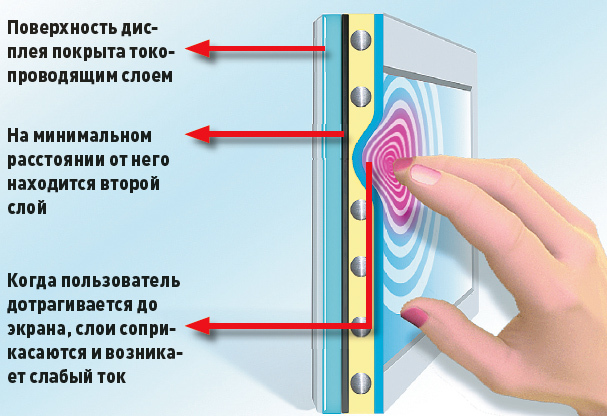 Поверхность дис-
плея покрыта токо-
проводящим слоем
На минимальном
расстоянии от него
находится второй
слой
Когда пользователь
дотрагивается до
экрана, слои сопри-
касаются и возника-
ет слабый ток